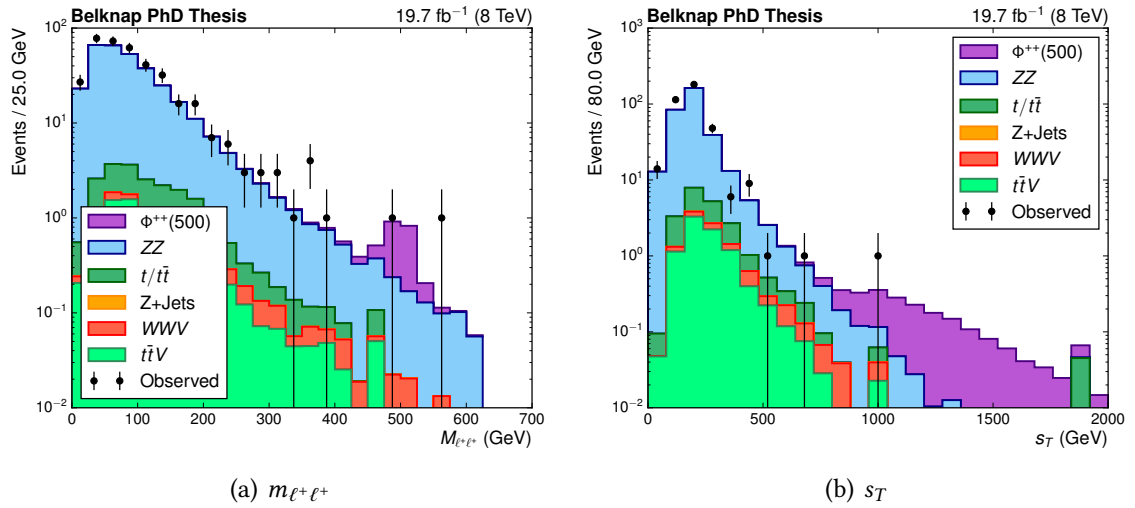 Belknap PhD Thesis 19.7 fb⁻¹ (8 TeV)
Events / 25.0 GeV
10²
10¹
10⁰
10⁻¹
10⁻²
Φ⁺⁺(500)
ZZ
t/tt̄
Z+Jets
WWV
tt̄V
Observed
0 100 200 300 400 500 600 700
M_ℓ⁺ℓ⁺ (GeV)
(a) m_ℓ⁺ℓ⁺
Belknap PhD Thesis 19.7 fb⁻¹ (8 TeV)
Events / 80.0 GeV
10³
10²
10¹
10⁰
10⁻¹
10⁻²
Φ⁺⁺(500)
ZZ
t/tt̄
Z+Jets
WWV
tt̄V
Observed
0 500 1000 1500 2000
s_T (GeV)
(b) s_T